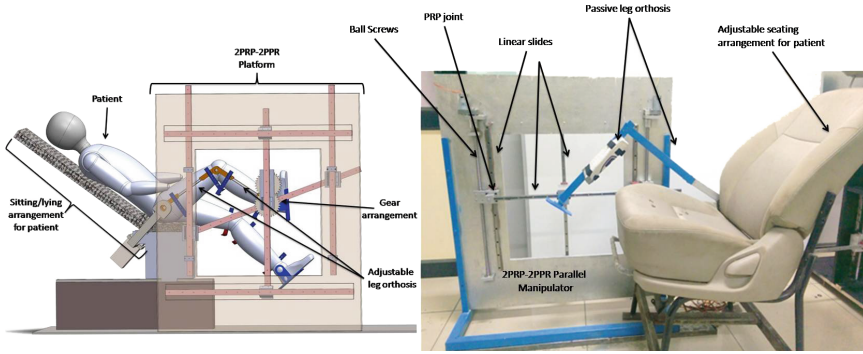 2PRP-2PPR
Platform
Patient
Sitting/lying
arrangement
for patient
Gear
arrangement
Adjustable
leg orthosis
Ball Screws
PRP joint
Linear slides
Passive leg orthosis
Adjustable seating
arrangement for patient
2PRP-2PPR Parallel
Manipulator